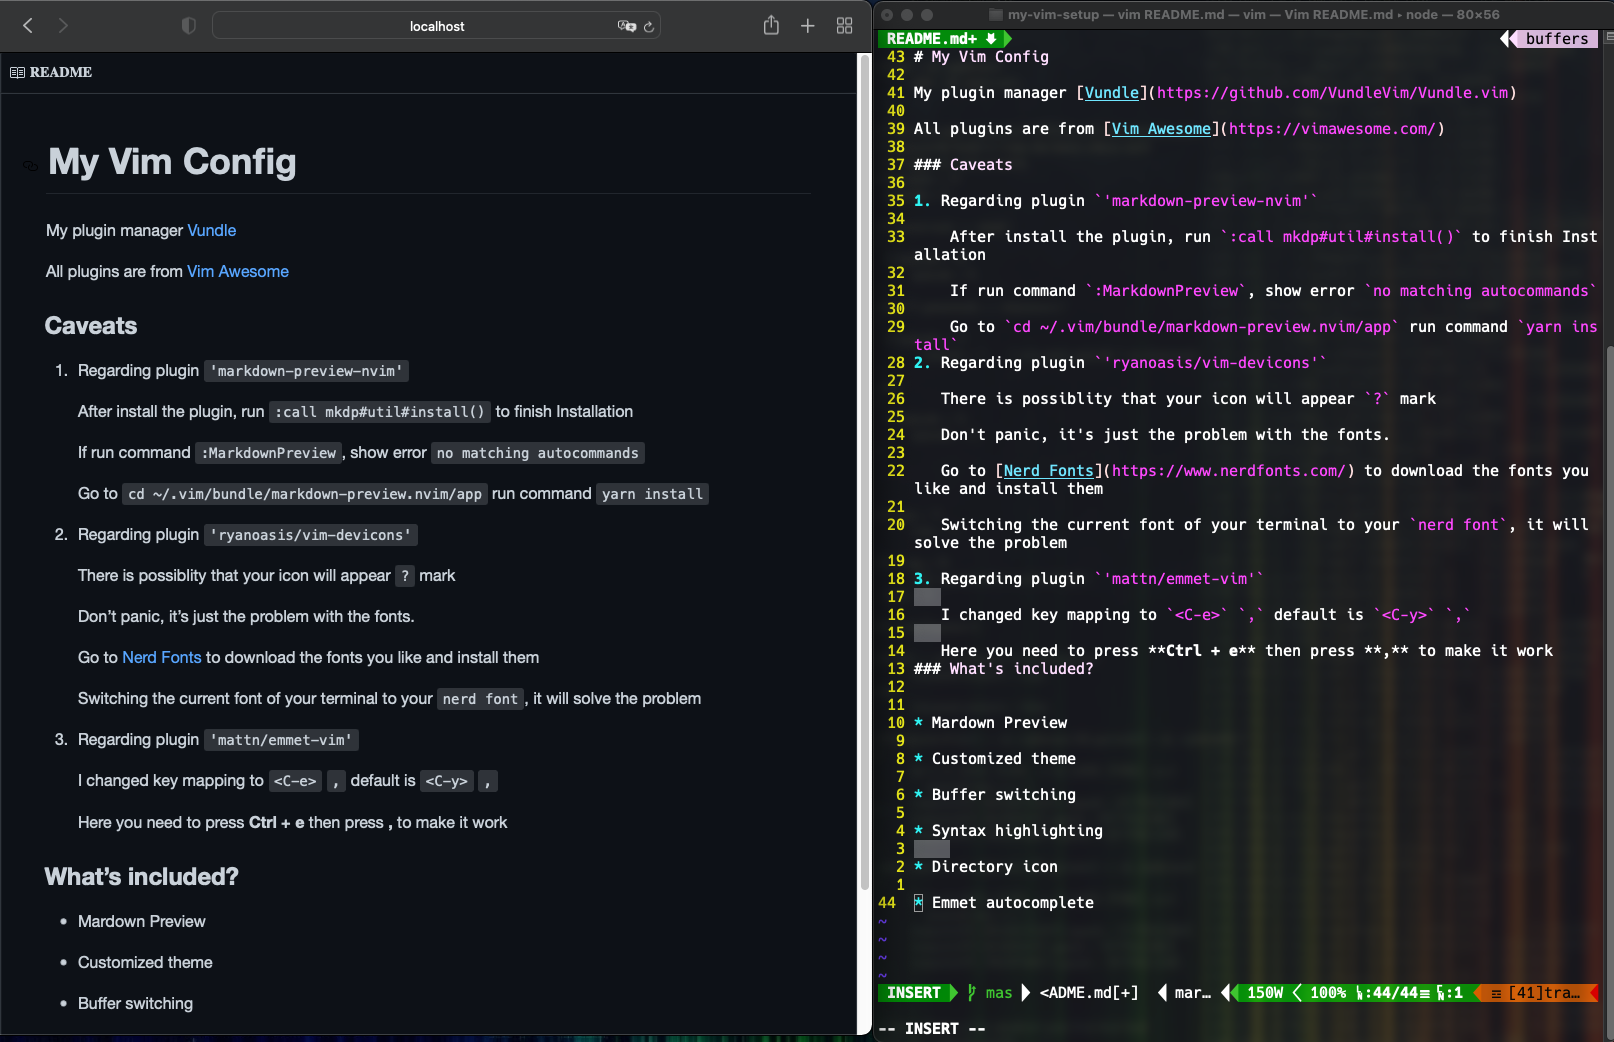 localhost
README
My Vim Config
My plugin manager Vundle
All plugins are from Vim Awesome
Caveats
1. Regarding plugin 'markdown-preview-nvim'
After install the plugin, run :call mkdp#util#install() to finish Installation
If run command :MarkdownPreview , show error no matching autocommands
Go to cd ~/.vim/bundle/markdown-preview.nvim/app run command yarn install
2. Regarding plugin 'ryanoasis/vim-devicons'
There is possiblity that your icon will appear ? mark
Don’t panic, it’s just the problem with the fonts.
Go to Nerd Fonts to download the fonts you like and install them
Switching the current font of your terminal to your nerd font , it will solve the problem
3. Regarding plugin 'mattn/emmet-vim'
I changed key mapping to <C-e> , default is <C-y> ,
Here you need to press Ctrl + e then press , to make it work
What’s included?
• Mardown Preview
• Customized theme
• Buffer switching
my-vim-setup — vim README.md — vim — Vim README.md ▸ node — 80×56
README.md+ buffers
43 # My Vim Config
42
41 My plugin manager [Vundle](https://github.com/VundleVim/Vundle.vim)
40
39 All plugins are from [Vim Awesome](https://vimawesome.com/)
38
37 ### Caveats
36
35 1. Regarding plugin `'markdown-preview-nvim'`
34
33 After install the plugin, run `:call mkdp#util#install()` to finish Inst
allation
32
31 If run command `:MarkdownPreview`, show error `no matching autocommands`
30
29 Go to `cd ~/.vim/bundle/markdown-preview.nvim/app` run command `yarn ins
tall`
28 2. Regarding plugin `'ryanoasis/vim-devicons'`
27
26 There is possiblity that your icon will appear `?` mark
25
24 Don't panic, it's just the problem with the fonts.
23
22 Go to [Nerd Fonts](https://www.nerdfonts.com/) to download the fonts you
like and install them
21
20 Switching the current font of your terminal to your `nerd font`, it will
solve the problem
19
18 3. Regarding plugin `'mattn/emmet-vim'`
17
16 I changed key mapping to `<C-e>` `,` default is `<C-y>` `,`
15
14 Here you need to press **Ctrl + e** then press **,** to make it work
13 ### What's included?
12
11
10 * Mardown Preview
9
8 * Customized theme
7
6 * Buffer switching
5
4 * Syntax highlighting
3
2 * Directory icon
1
44 * Emmet autocomplete
~
~
~
~
INSERT mas <ADME.md[+] mar… 150W 100% :44/44≡ :1 [41]tra…
-- INSERT --